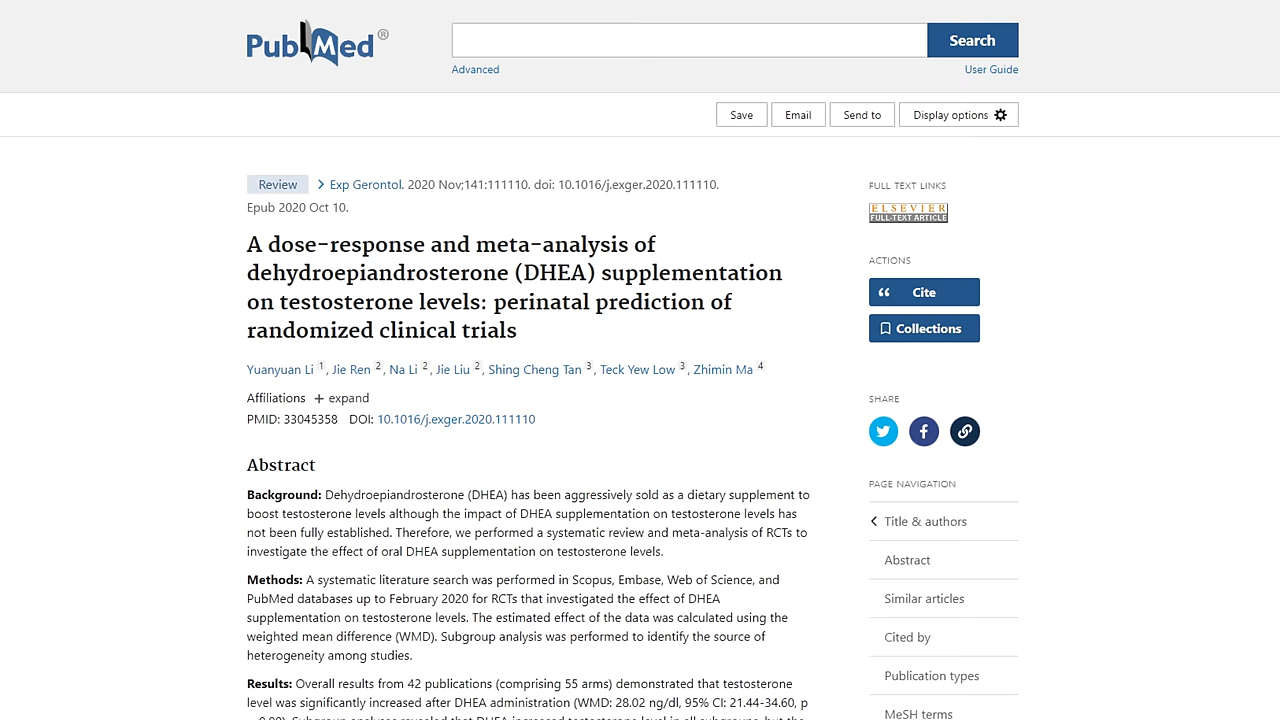 PubMed®
Search
Advanced
User Guide
Save
Email
Send to
Display options
Review
Exp Gerontol. 2020 Nov;141:111110. doi: 10.1016/j.exger.2020.111110.
Epub 2020 Oct 10.
A dose-response and meta-analysis of
dehydroepiandrosterone (DHEA) supplementation
on testosterone levels: perinatal prediction of
randomized clinical trials
Yuanyuan Li 1, Jie Ren 2, Na Li 2, Jie Liu 2, Shing Cheng Tan 3, Teck Yew Low 3, Zhimin Ma 4
Affiliations + expand
PMID: 33045358 DOI: 10.1016/j.exger.2020.111110
Abstract
Background: Dehydroepiandrosterone (DHEA) has been aggressively sold as a dietary supplement to
boost testosterone levels although the impact of DHEA supplementation on testosterone levels has
not been fully established. Therefore, we performed a systematic review and meta-analysis of RCTs to
investigate the effect of oral DHEA supplementation on testosterone levels.
Methods: A systematic literature search was performed in Scopus, Embase, Web of Science, and
PubMed databases up to February 2020 for RCTs that investigated the effect of DHEA
supplementation on testosterone levels. The estimated effect of the data was calculated using the
weighted mean difference (WMD). Subgroup analysis was performed to identify the source of
heterogeneity among studies.
Results: Overall results from 42 publications (comprising 55 arms) demonstrated that testosterone
level was significantly increased after DHEA administration (WMD: 28.02 ng/dl, 95% CI: 21.44-34.60, p
FULL TEXT LINKS
ELSEVIER
FULL-TEXT ARTICLE
ACTIONS
Cite
Collections
SHARE
PAGE NAVIGATION
Title & authors
Abstract
Similar articles
Cited by
Publication types
MeSH terms